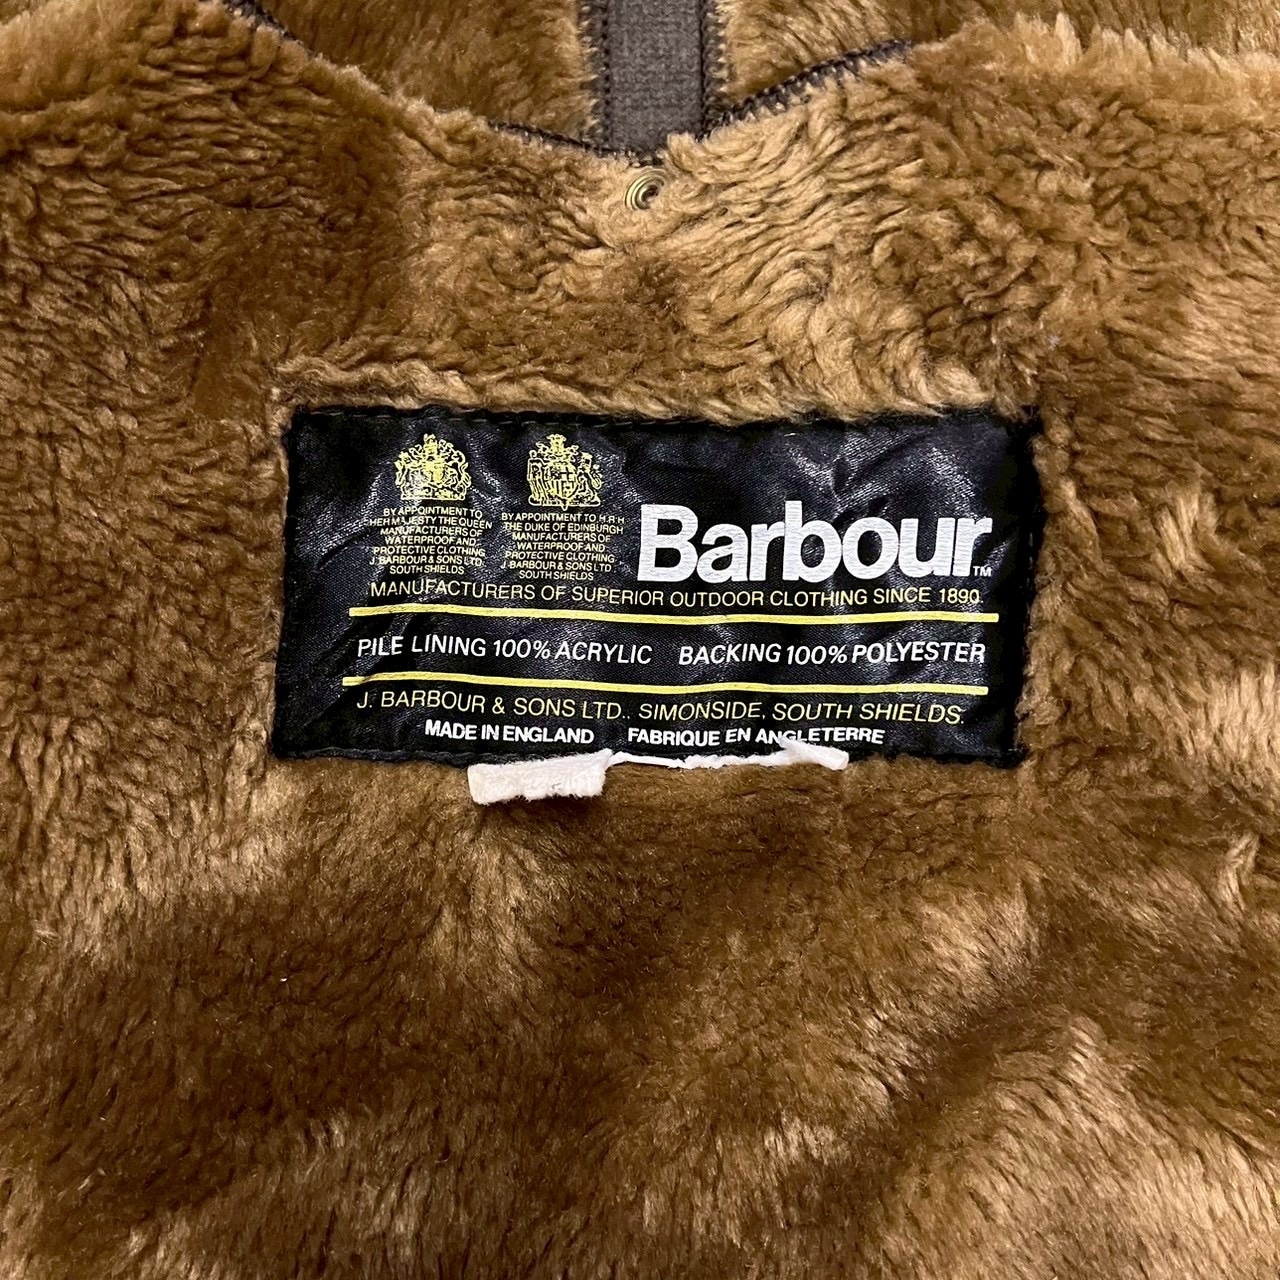 BY APPOINTMENT TO
HER MAJESTY THE QUEEN
MANUFACTURERS OF
WATERPROOF AND
PROTECTIVE CLOTHING
J. BARBOUR & SONS LTD.
SOUTH SHIELDS
BY APPOINTMENT TO H.R.H
THE DUKE OF EDINBURGH
MANUFACTURERS OF
WATERPROOF AND
PROTECTIVE CLOTHING
J. BARBOUR & SONS LTD.
SOUTH SHIELDS
Barbour™
MANUFACTURERS OF SUPERIOR OUTDOOR CLOTHING SINCE 1890
PILE LINING 100% ACRYLIC BACKING 100% POLYESTER
J. BARBOUR & SONS LTD., SIMONSIDE, SOUTH SHIELDS.
MADE IN ENGLAND FABRIQUE EN ANGLETERRE